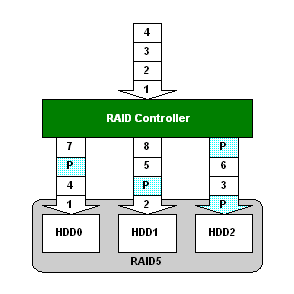 4
3
2
1
RAID Controller
7 8 P
P 5 6
4 P 3
1 2 P
HDD0 HDD1 HDD2
RAID5